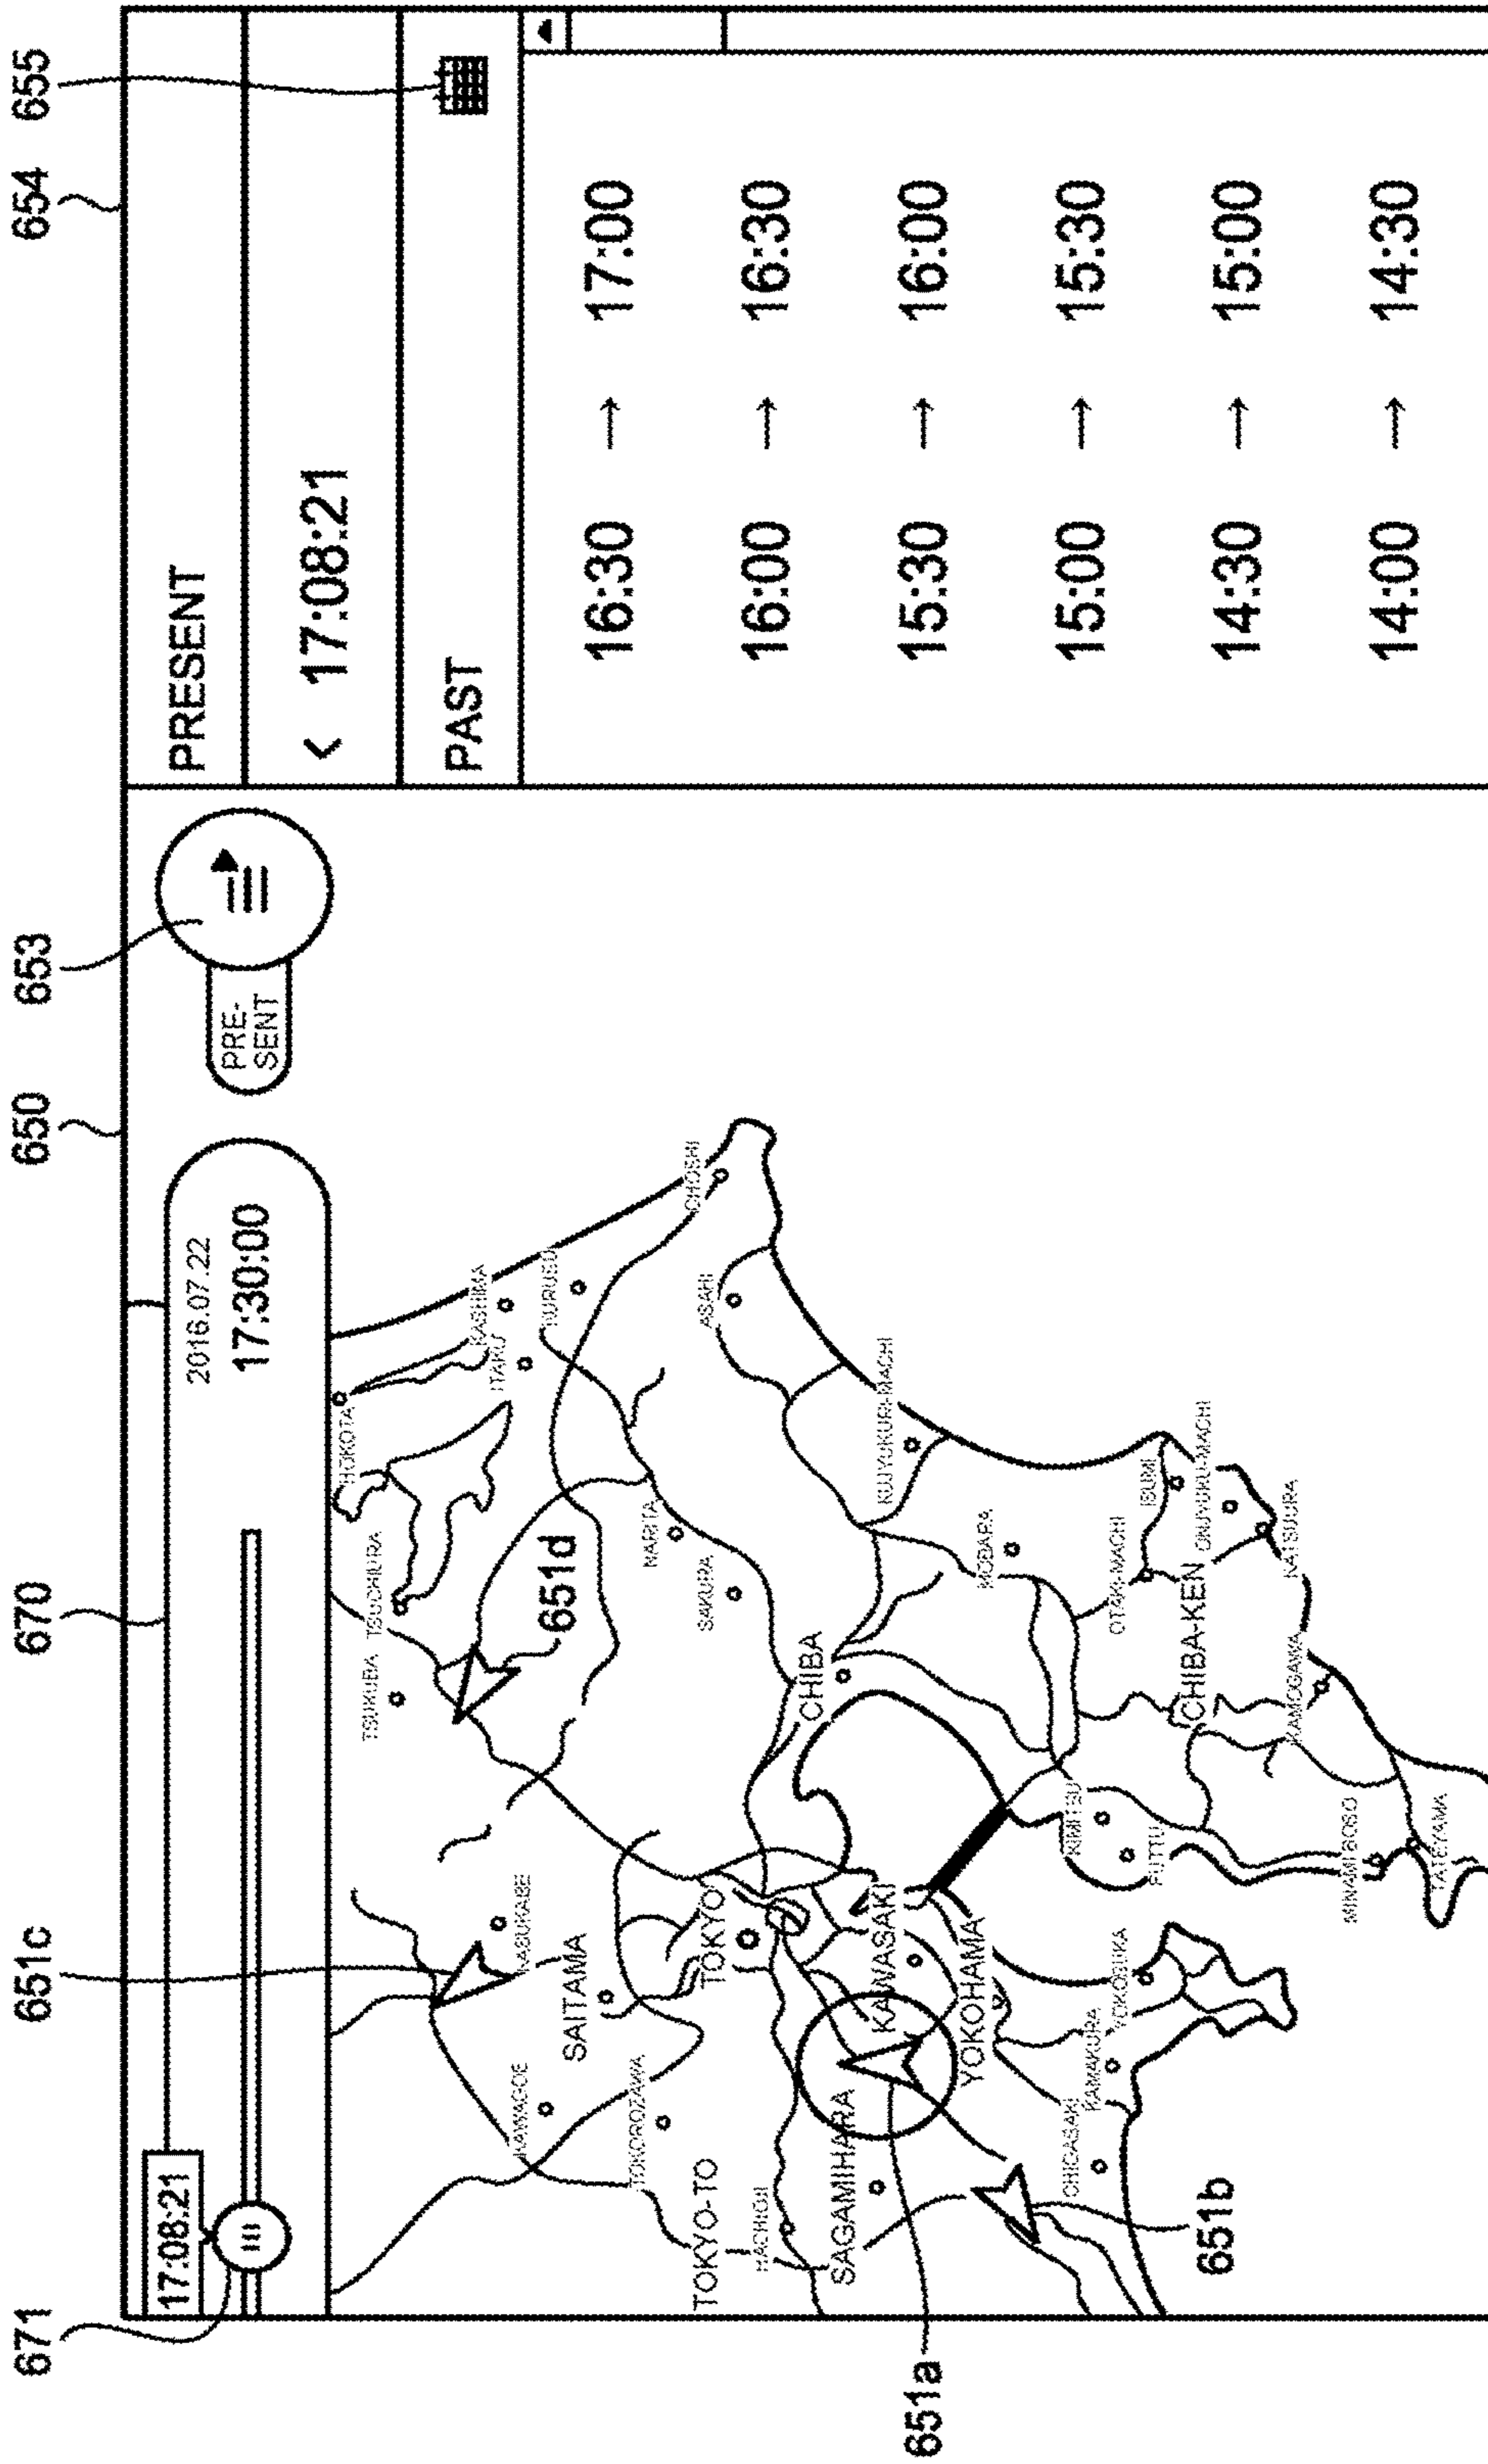 671
651c
670
650
653
654
655
17:08:21
2016.07.22
17:30:00
PRE-
SENT
PRESENT
< 17:08:21
PAST
16:30 → 17:00
16:00 → 16:30
15:30 → 16:00
15:00 → 15:30
14:30 → 15:00
14:00 → 14:30
HOKOTA
TSUCHIURA
TSUKUBA
KASHIMA
ITAKO
651d
KASUKABE
KAWAGOE
SAITAMA
TOKOROZAWA
NARITA
SAKURA
CHOSHI
ASAHI
TOKYO
TOKYO-TO
HACHIOJI
CHIBA
SAGAMIHARA
KAWASAKI
KUJYUKURI-MACHI
YOKOHAMA
MOBARA
651a
CHIGASAKI
KAMAKURA
YOKOSUKA
KIMITSU
FUTTU
OTAKI-MACHI
ISUMI
ONJYUKU-MACHI
CHIBA-KEN
KATSUURA
KAMOGAWA
651b
MINAMI BOSO
TATEYAMA